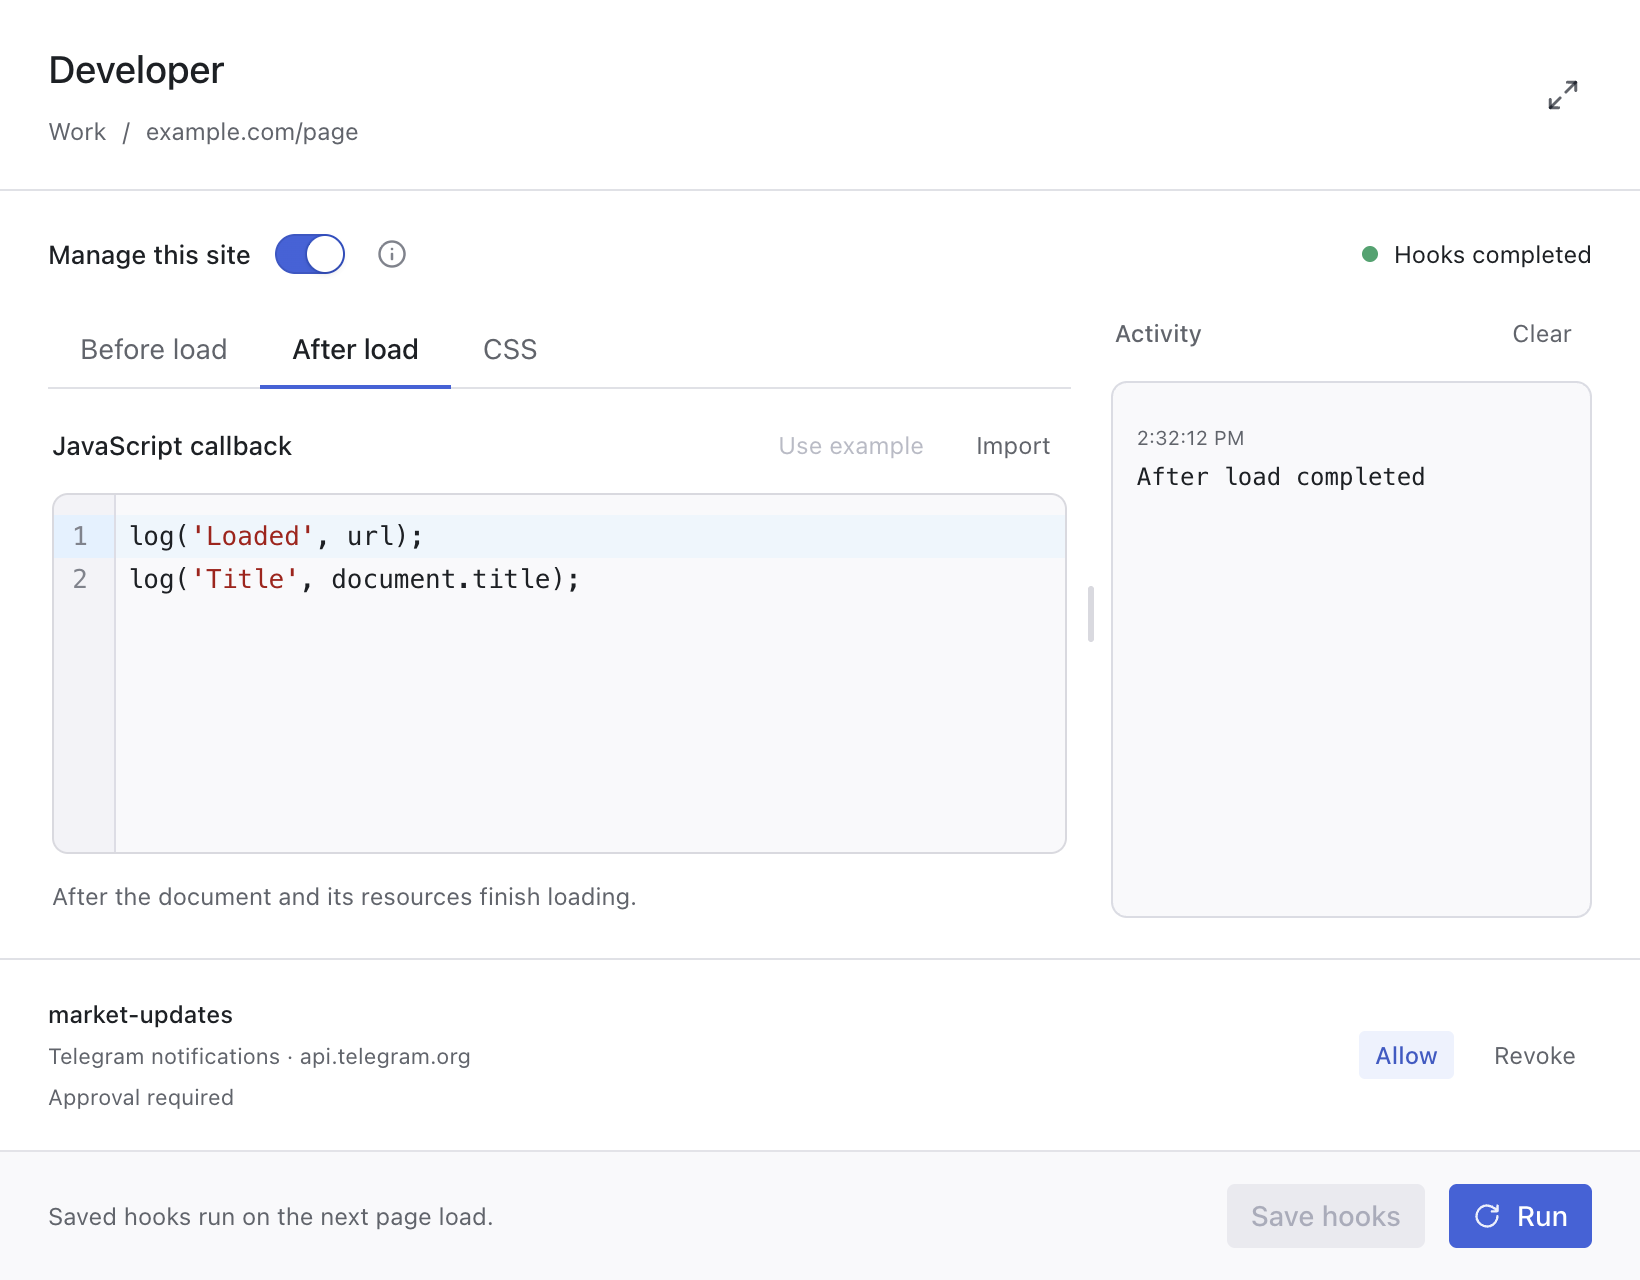 Developer
Work / example.com/page
Manage this site
Hooks completed
Before load After load CSS
JavaScript callback Use example Import
1 log('Loaded', url);
2 log('Title', document.title);
After the document and its resources finish loading.
Activity Clear
2:32:12 PM
After load completed
market-updates
Telegram notifications · api.telegram.org
Approval required
Allow Revoke
Saved hooks run on the next page load.
Save hooks Run